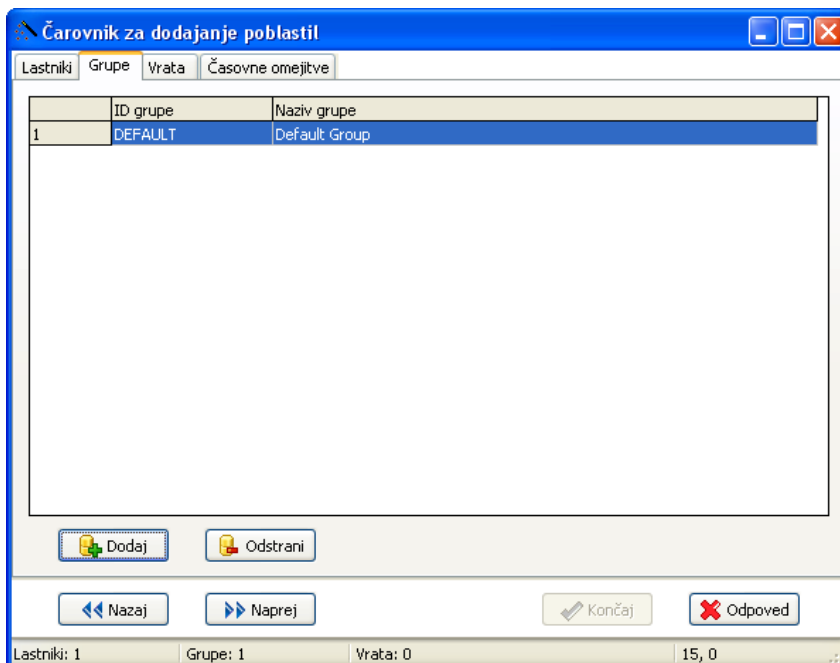 Čarovnik za dodajanje poblastil
Lastniki Grupe Vrata Časovne omejitve
ID grupe Naziv grupe
1 DEFAULT Default Group
Dodaj Odstrani
Nazaj Naprej Končaj Odpoved
Lastniki: 1 Grupe: 1 Vrata: 0 15, 0